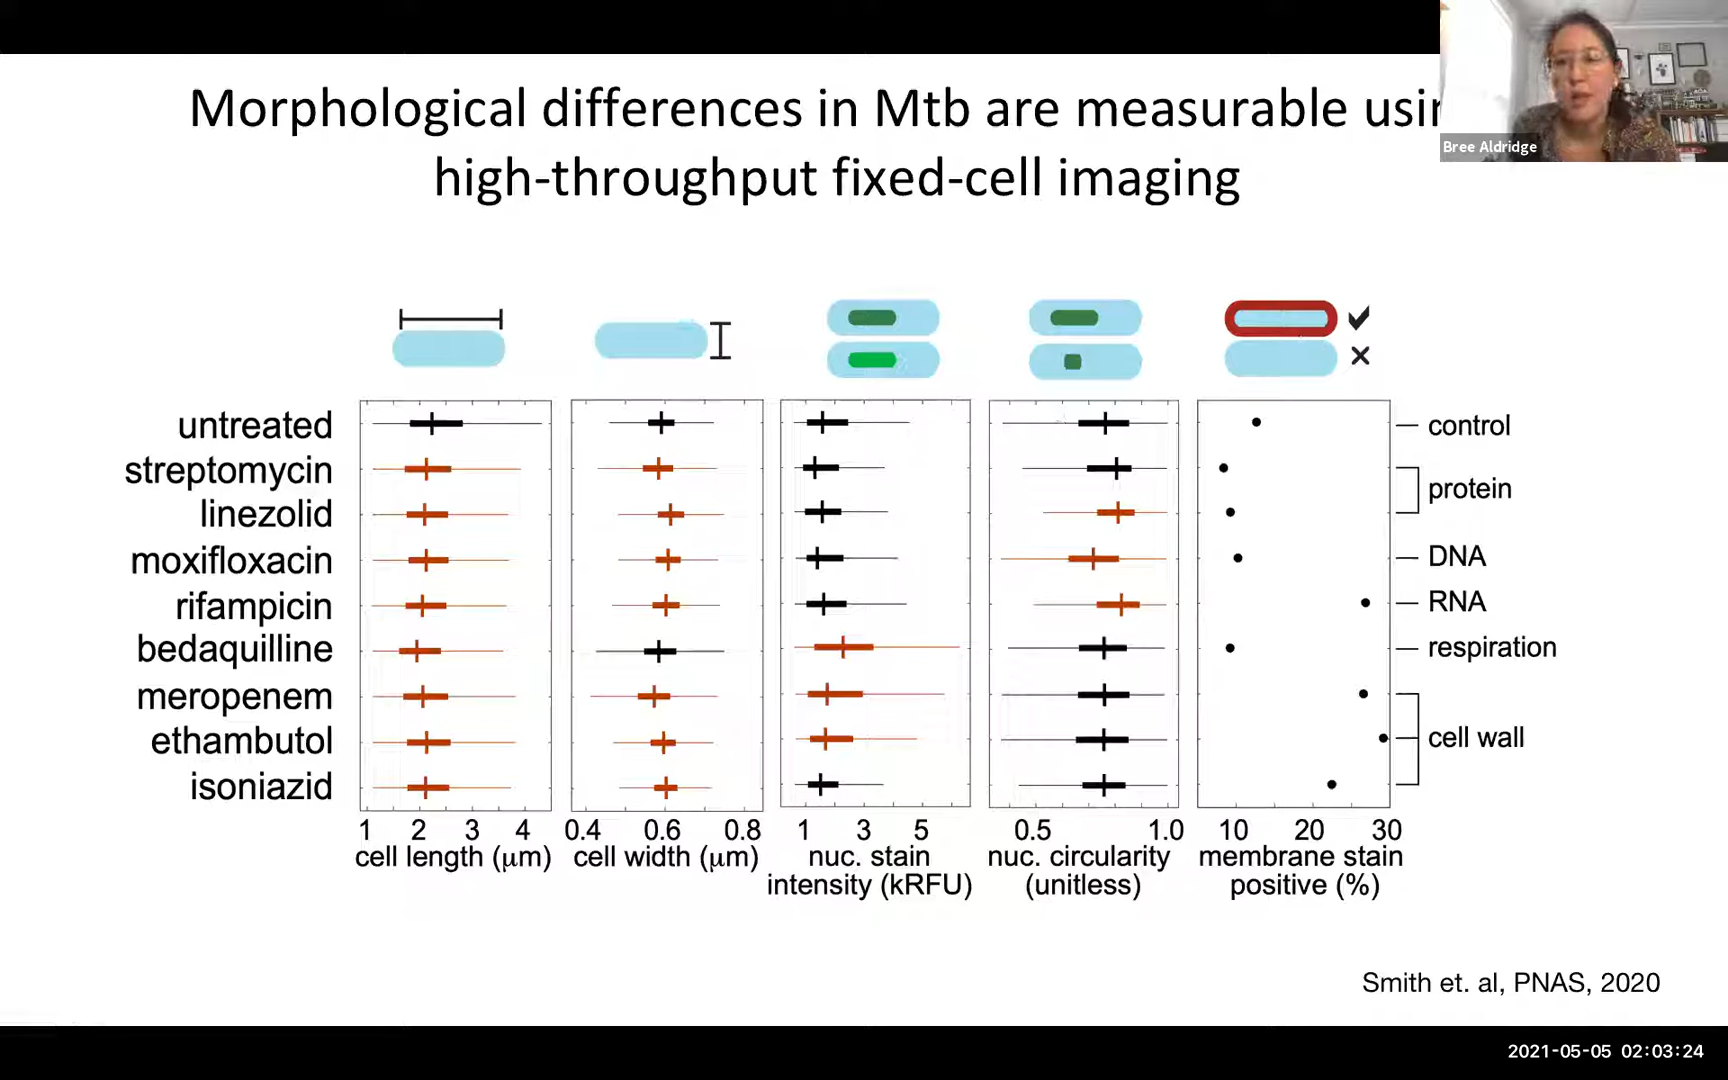 Morphological differences in Mtb are measurable usin
high-throughput fixed-cell imaging
Bree Aldridge
untreated
streptomycin
linezolid
moxifloxacin
rifampicin
bedaquilline
meropenem
ethambutol
isoniazid
control
protein
DNA
RNA
respiration
cell wall
1 2 3 4
cell length (μm)
0.4 0.6 0.8
cell width (μm)
1 3 5
nuc. stain
intensity (kRFU)
0.5 1.0
nuc. circularity
(unitless)
10 20 30
membrane stain
positive (%)
Smith et. al, PNAS, 2020
2021-05-05 02:03:24